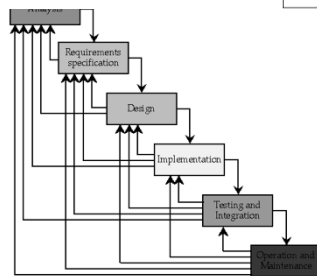 Analysis
Requirements
specification
Design
Implementation
Testing and
Integration
Operation and
Maintenance